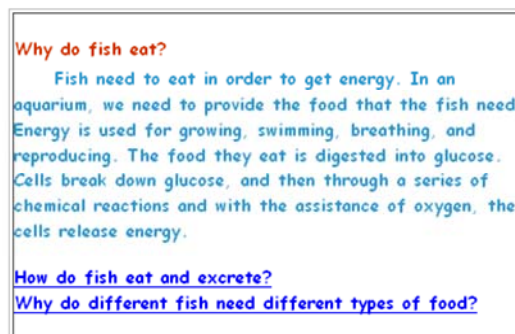 Why do fish eat?
Fish need to eat in order to get energy. In an
aquarium, we need to provide the food that the fish need
Energy is used for growing, swimming, breathing, and
reproducing. The food they eat is digested into glucose.
Cells break down glucose, and then through a series of
chemical reactions and with the assistance of oxygen, the
cells release energy.
How do fish eat and excrete?
Why do different fish need different types of food?